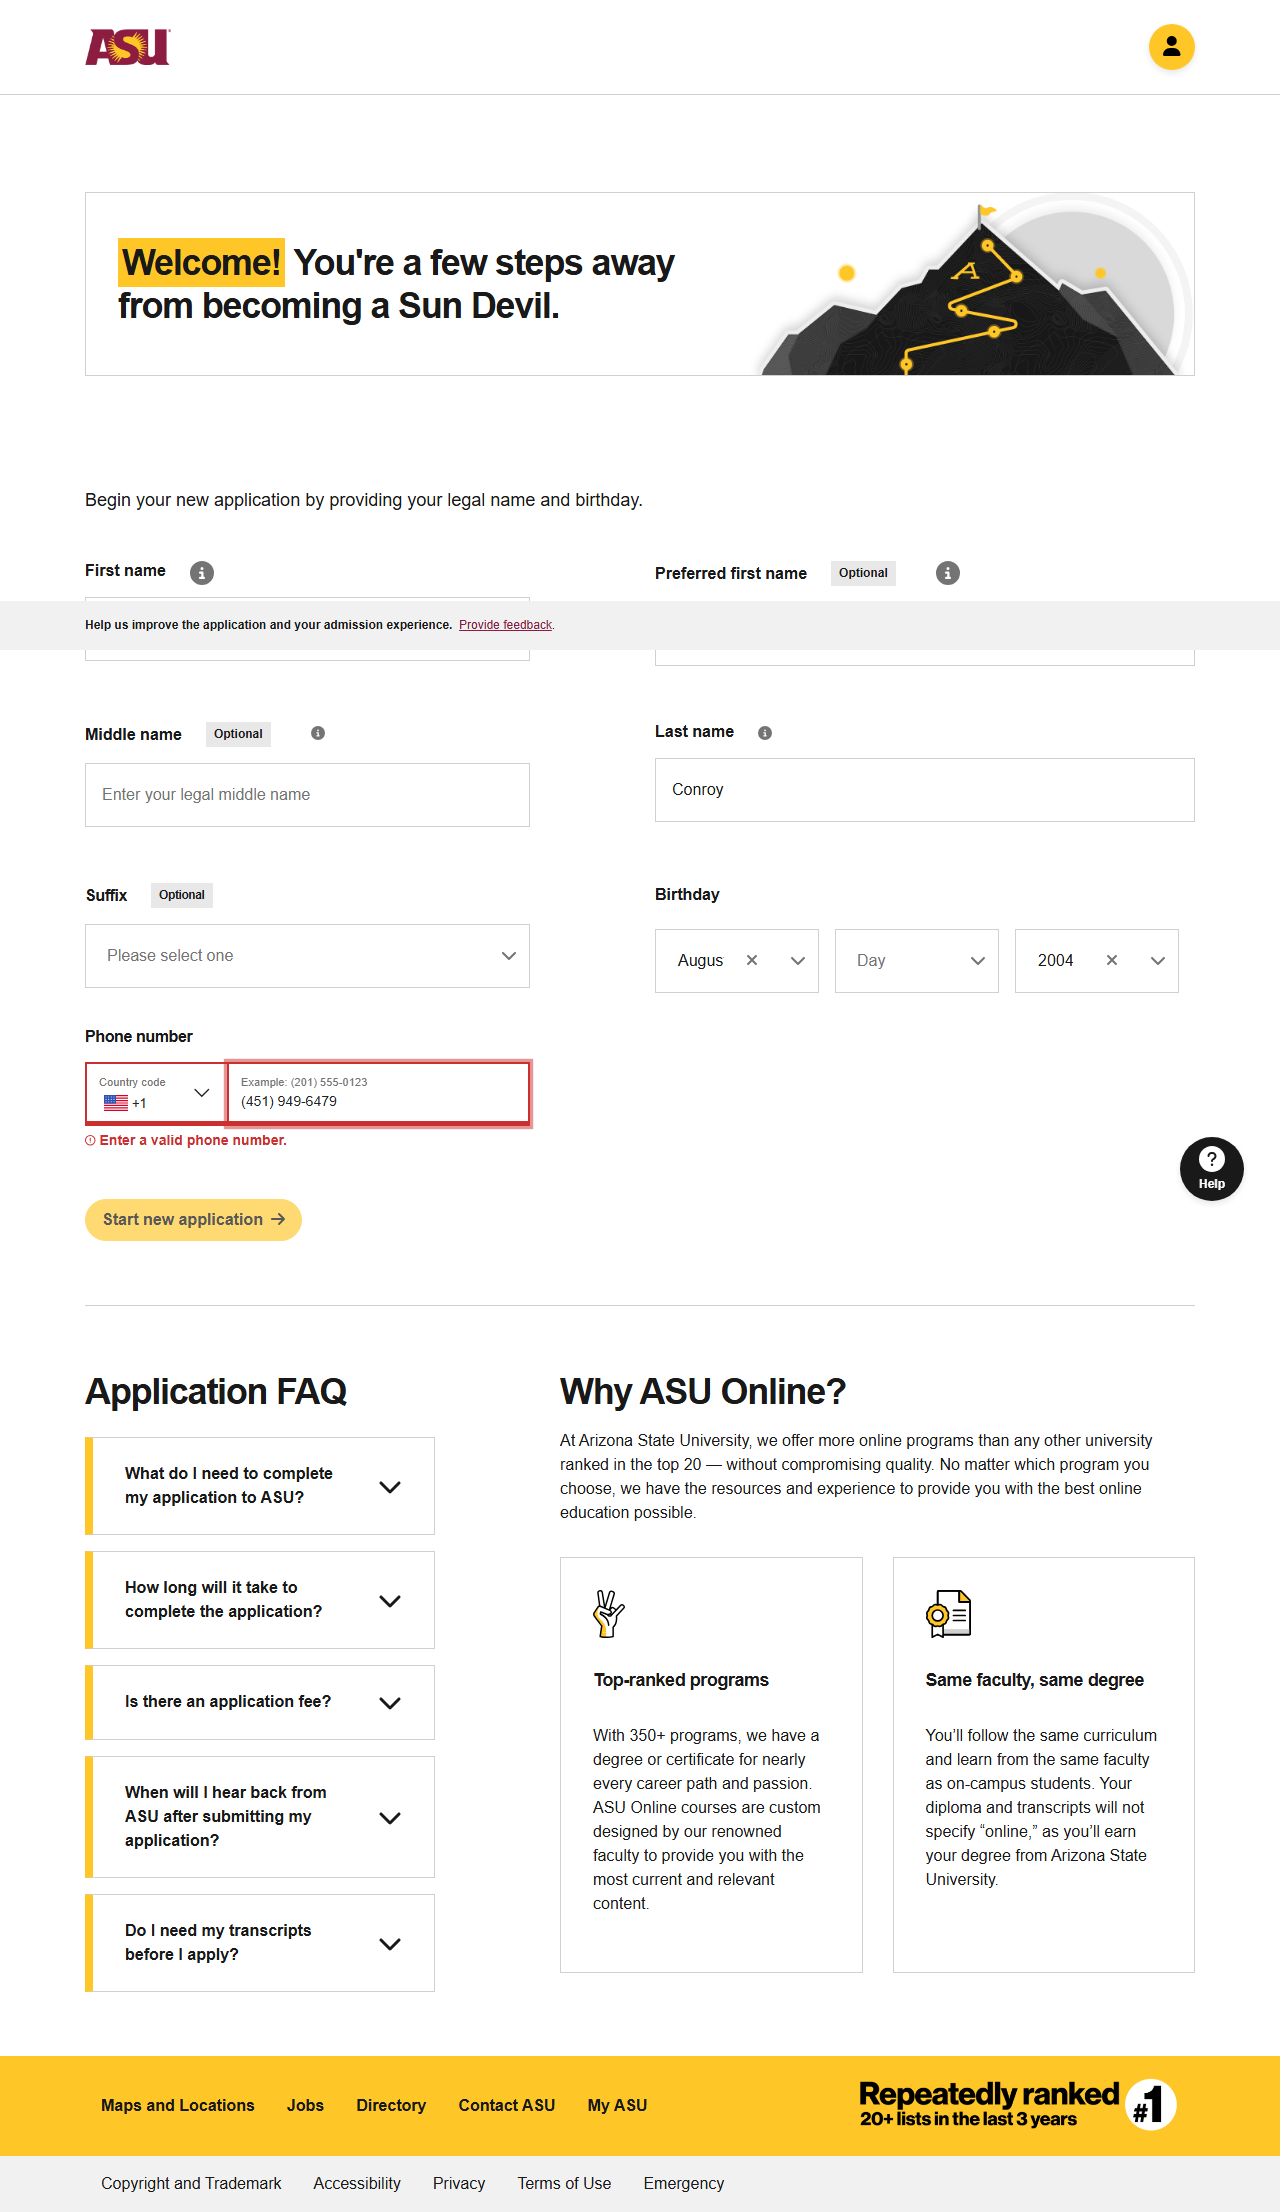 ASU
Welcome! You're a few steps away
from becoming a Sun Devil.
Begin your new application by providing your legal name and birthday.
First name
Preferred first name Optional
Help us improve the application and your admission experience. Provide feedback.
Middle name Optional
Last name
Enter your legal middle name
Conroy
Suffix Optional
Birthday
Please select one
Augus
Day
2004
Phone number
Country code
+1
Example: (201) 555-0123
(451) 949-6479
Enter a valid phone number.
? Help
Start new application
Application FAQ
What do I need to complete
my application to ASU?
How long will it take to
complete the application?
Is there an application fee?
When will I hear back from
ASU after submitting my
application?
Do I need my transcripts
before I apply?
Why ASU Online?
At Arizona State University, we offer more online programs than any other university
ranked in the top 20 — without compromising quality. No matter which program you
choose, we have the resources and experience to provide you with the best online
education possible.
Top-ranked programs
With 350+ programs, we have a
degree or certificate for nearly
every career path and passion.
ASU Online courses are custom
designed by our renowned
faculty to provide you with the
most current and relevant
content.
Same faculty, same degree
You’ll follow the same curriculum
and learn from the same faculty
as on-campus students. Your
diploma and transcripts will not
specify “online,” as you’ll earn
your degree from Arizona State
University.
Maps and Locations Jobs Directory Contact ASU My ASU
Repeatedly ranked
20+ lists in the last 3 years
#1
Copyright and Trademark Accessibility Privacy Terms of Use Emergency